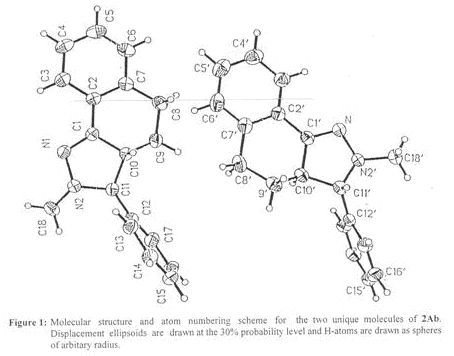 C5
C4
C6
C3
C7
C2
C8
C1
C9
N1
C10
C11
N2
C18
C12
C17
C13
C14
C15
C4'
C5'
C6'
C2'
C7'
C1'
N
C8'
9'
C10'
N2'
C18'
C11'
C12'
C16'
C15'
Figure 1: Molecular structure and atom numbering scheme for the two unique molecules of 2Ab.
Displacement ellipsoids are drawn at the 30% probability level and H-atoms are drawn as spheres
of arbitary radius.